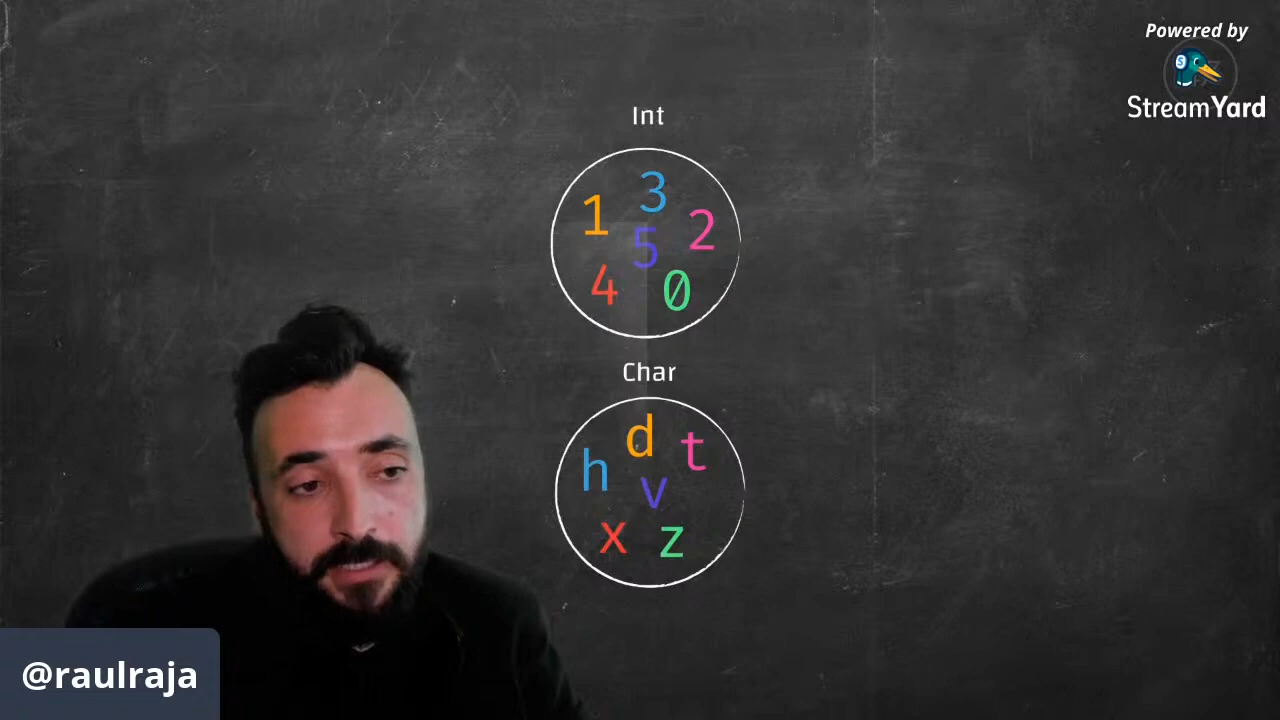 Powered by
StreamYard
Int
3
1
2
5
4 0
Char
d
t
h
v
x z
@raulraja